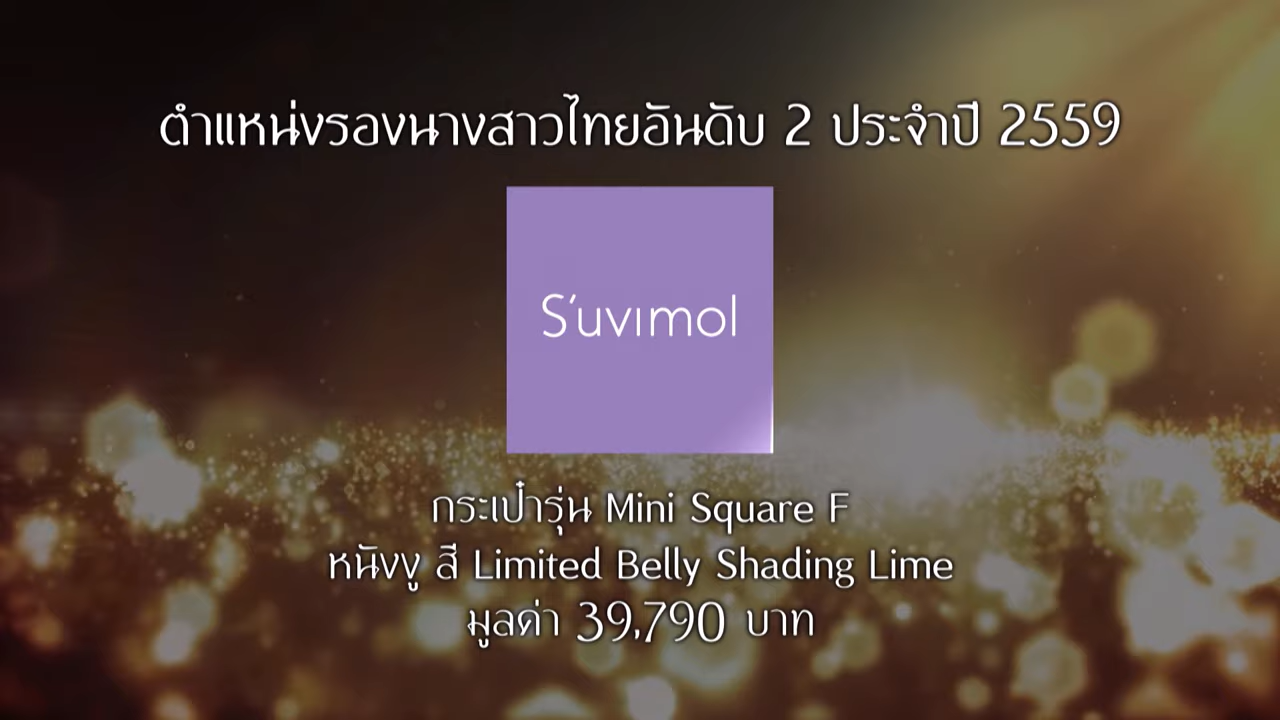 ตำแหน่งรองนางสาวไทยอันดับ 2 ประจำปี 2559
S'uvimol
กระเป๋ารุ่น Mini Square F
หนังงู สี Limited Belly Shading Lime
มูลค่า 39,790 บาท